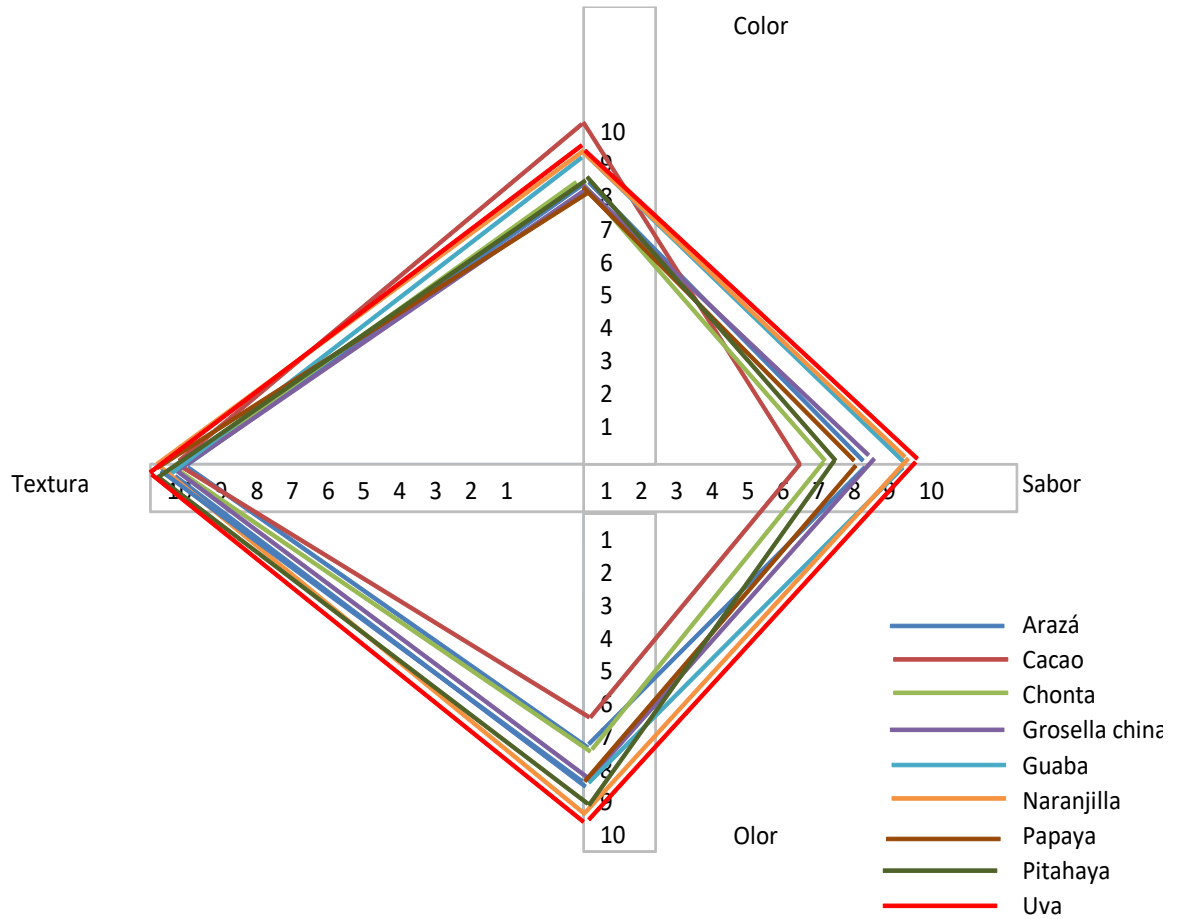 Color
10
9
8
7
6
5
4
3
2
1
Textura
10 9 8 7 6 5 4 3 2 1
1 2 3 4 5 6 7 8 9 10
Sabor
1
2
3
4
5
6
7
8
9
10
Olor
Arazá
Cacao
Chonta
Grosella china
Guaba
Naranjilla
Papaya
Pitahaya
Uva